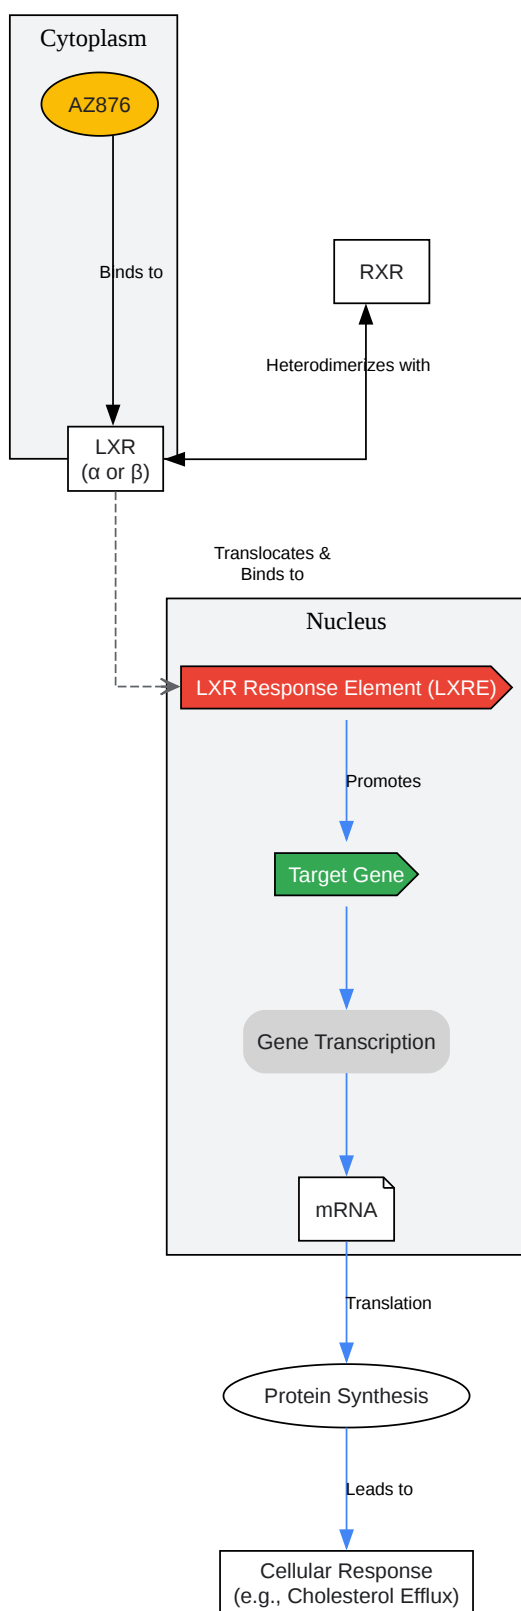 Cytoplasm
AZ876
Binds to
RXR
Heterodimerizes with
LXR
(α or β)
Translocates &
Binds to
Nucleus
LXR Response Element (LXRE)
Promotes
Target Gene
Gene Transcription
mRNA
Translation
Protein Synthesis
Leads to
Cellular Response
(e.g., Cholesterol Efflux)